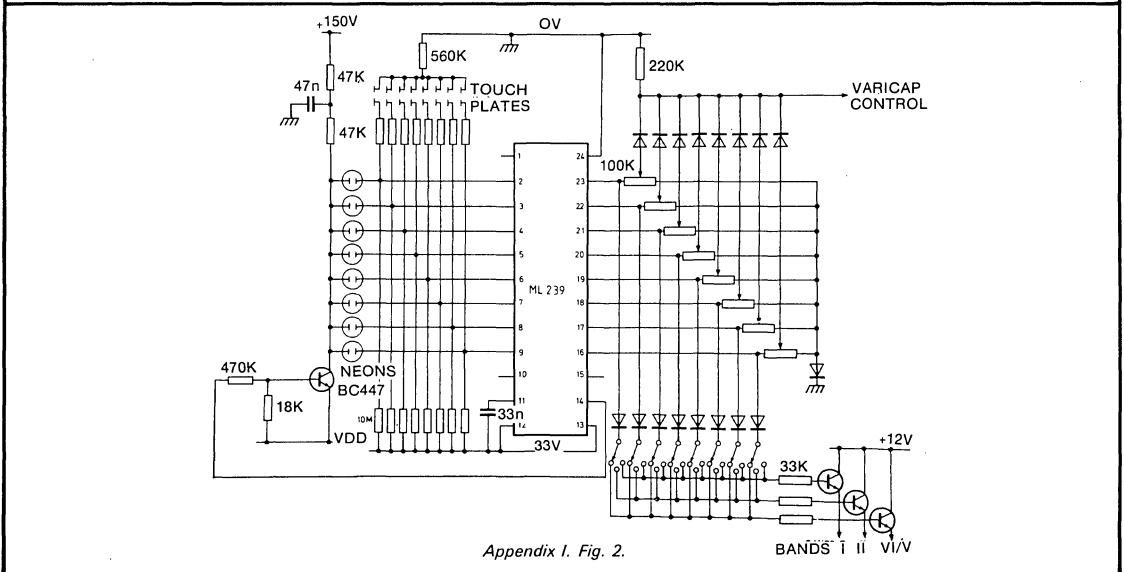 +150V
0V
47K
560K
220K
47n
TOUCH
PLATES
VARICAP
CONTROL
47K
100K
1
2
3
4
5
6
7
8
9
10
11
12
24
23
22
21
20
19
18
17
16
15
14
13
ML 239
NEONS
BC447
470K
18K
VDD
10M
33n
33V
+12V
33K
BANDS I II VI/V
Appendix I. Fig. 2.